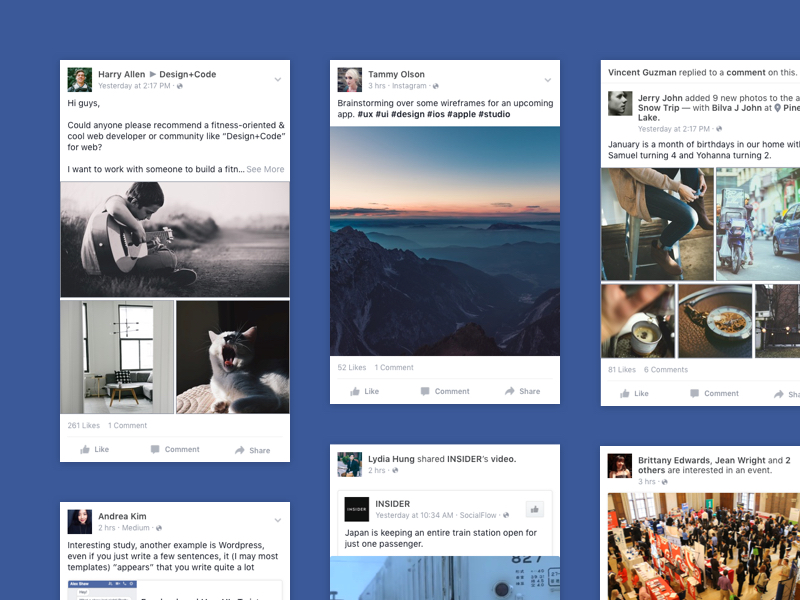 Harry Allen ▶ Design+Code
Yesterday at 2:17 PM ·
Hi guys,
Could anyone please recommend a fitness-oriented &
cool web developer or community like "Design+Code"
for web?
I want to work with someone to build a fitn... See More
261 Likes 1 Comment
Like Comment Share
Andrea Kim
2 hrs · Medium ·
Interesting study, another example is Wordpress,
even if you just write a few sentences, it (I may most
templates) "appears" that you write quite a lot
Alex Shaw
Hey!
Tammy Olson
3 hrs · Instagram ·
Brainstorming over some wireframes for an upcoming
app. #ux #ui #design #ios #apple #studio
52 Likes 1 Comment
Like Comment Share
Lydia Hung shared INSIDER's video.
2 hrs ·
INSIDER
INSIDER
Yesterday at 10:34 AM · SocialFlow ·
Japan is keeping an entire train station open for
just one passenger.
827
Vincent Guzman replied to a comment on this.
Jerry John added 9 new photos to the a
Snow Trip — with Bilva J John at Pine
Lake.
Yesterday at 2:17 PM ·
January is a month of birthdays in our home with
Samuel turning 4 and Yohanna turning 2.
81 Likes 6 Comments
Like Comment Sha
Brittany Edwards, Jean Wright and 2
others are interested in an event.
3 hrs ·